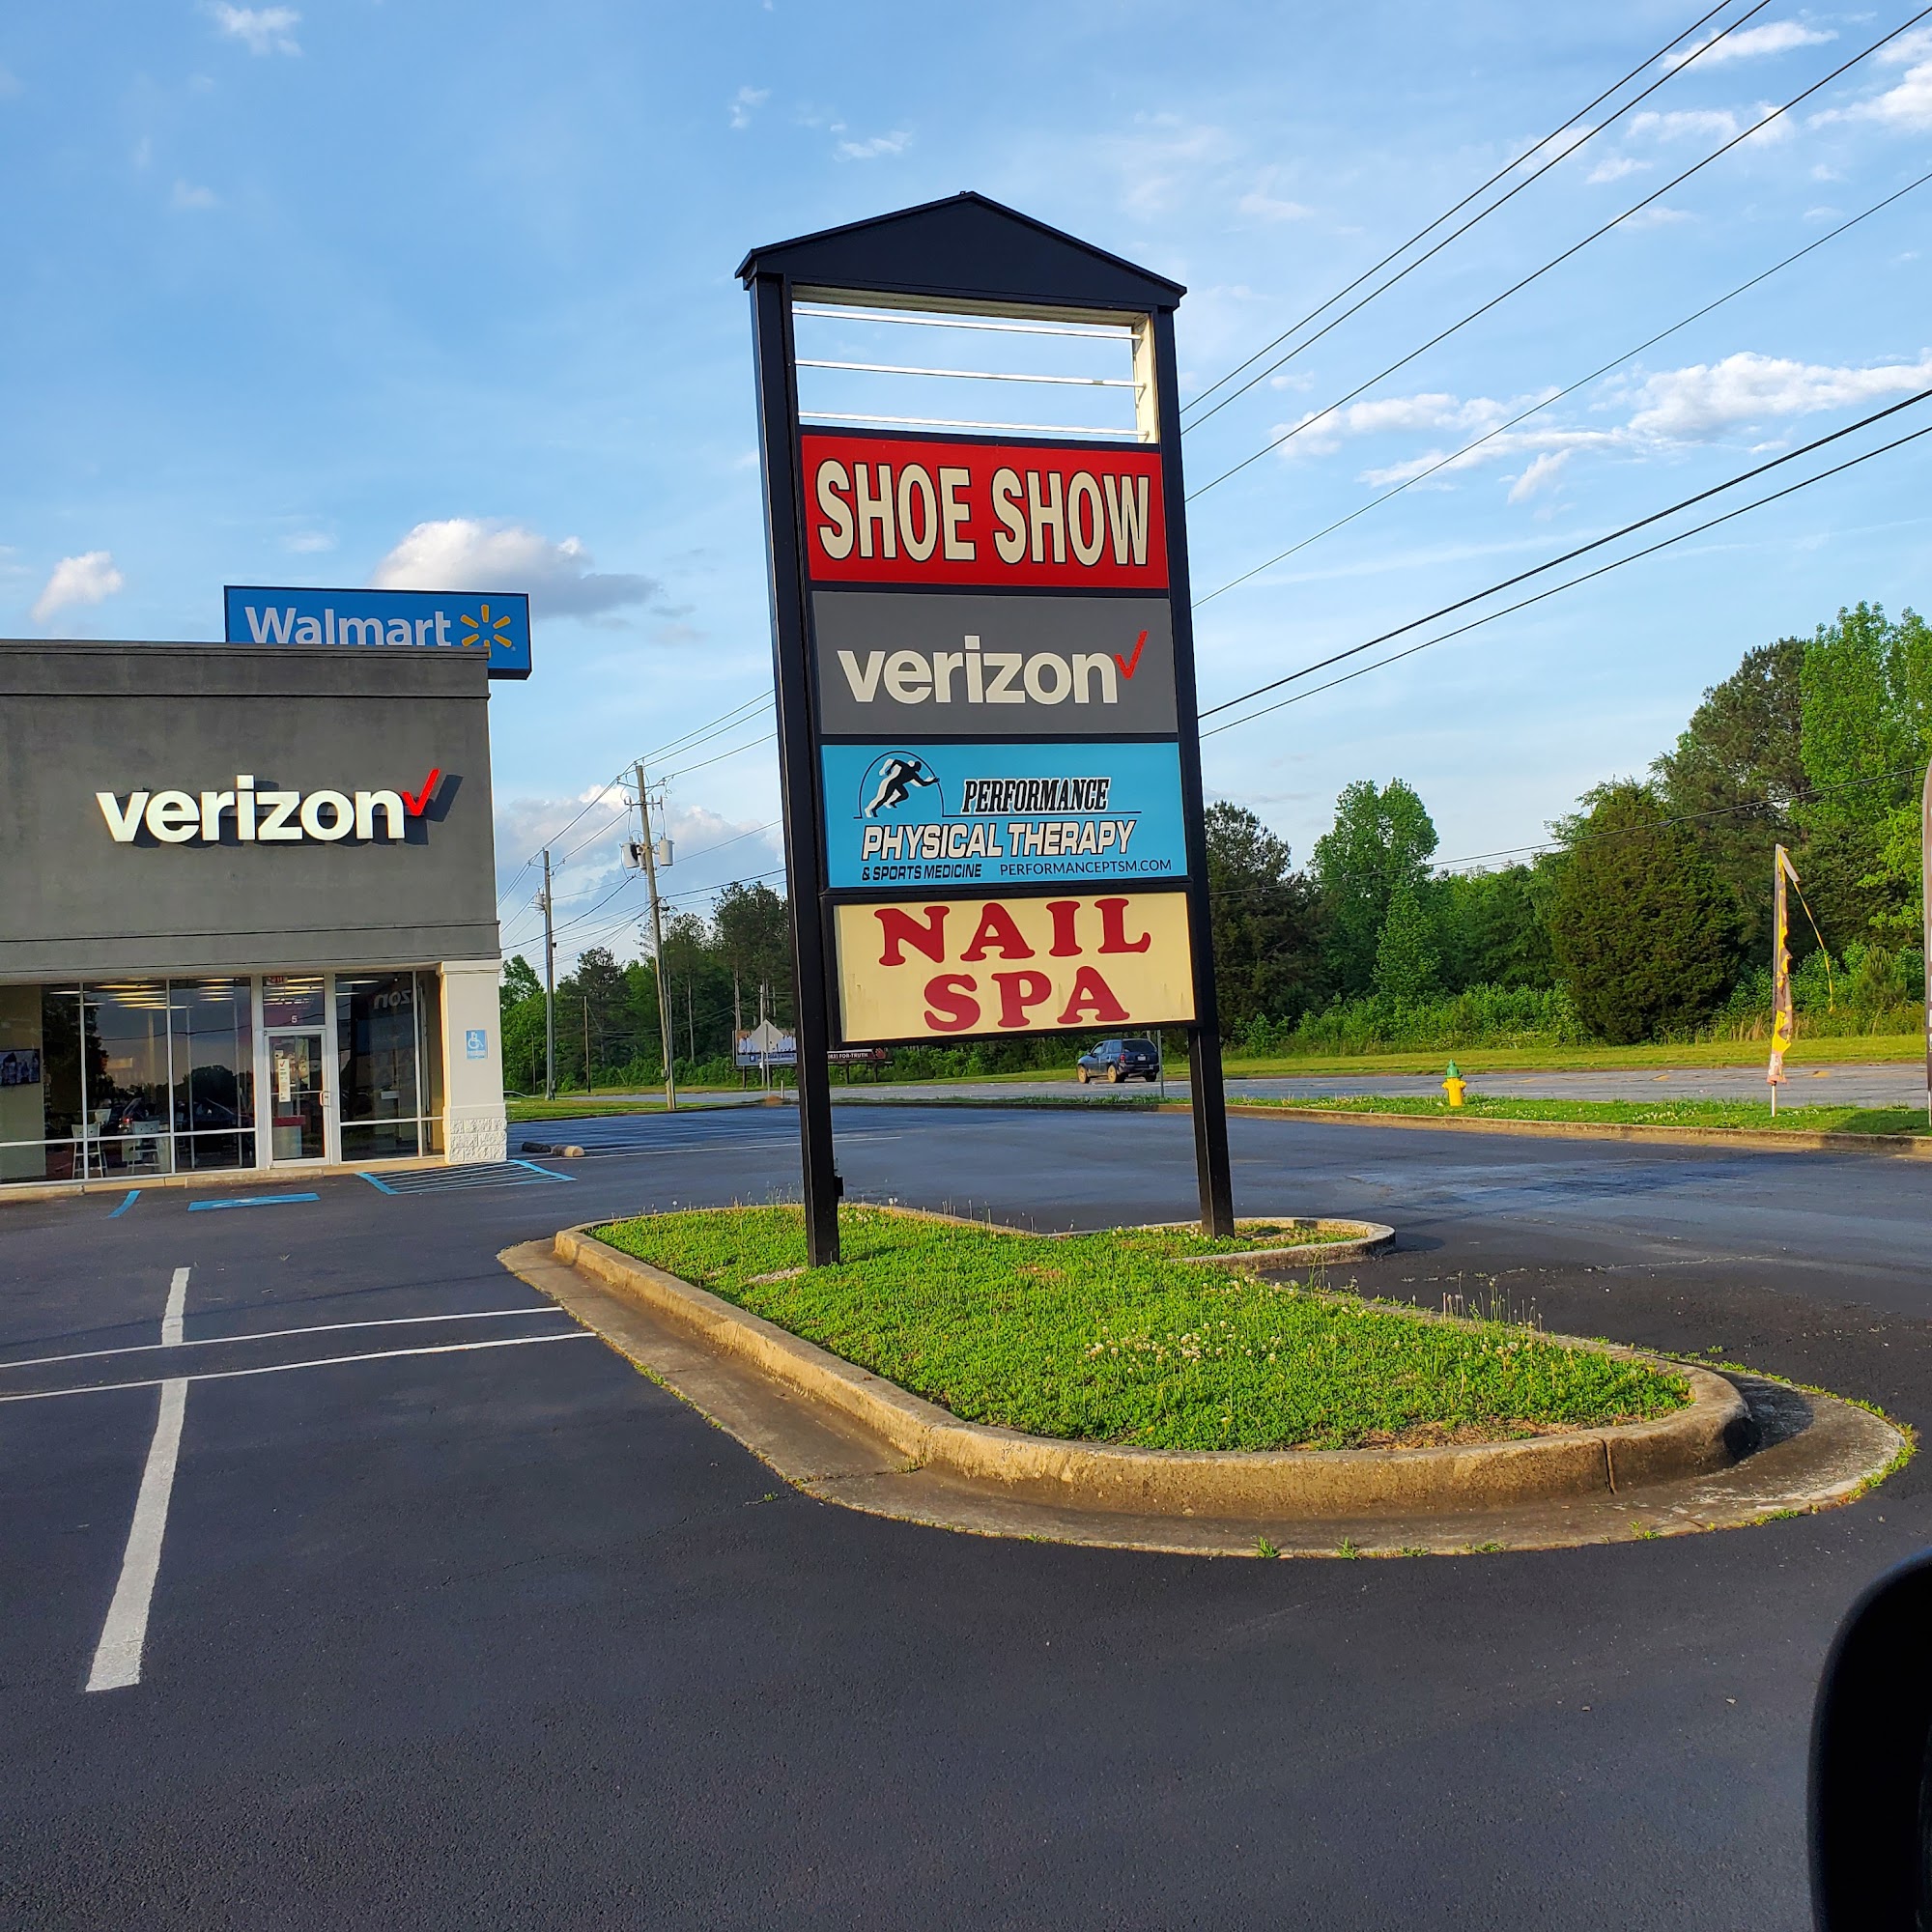 SHOE SHOW
verizon
PERFORMANCE
PHYSICAL THERAPY
& SPORTS MEDICINE PERFORMANCEPTSM.COM
NAIL
SPA
Walmart
verizon